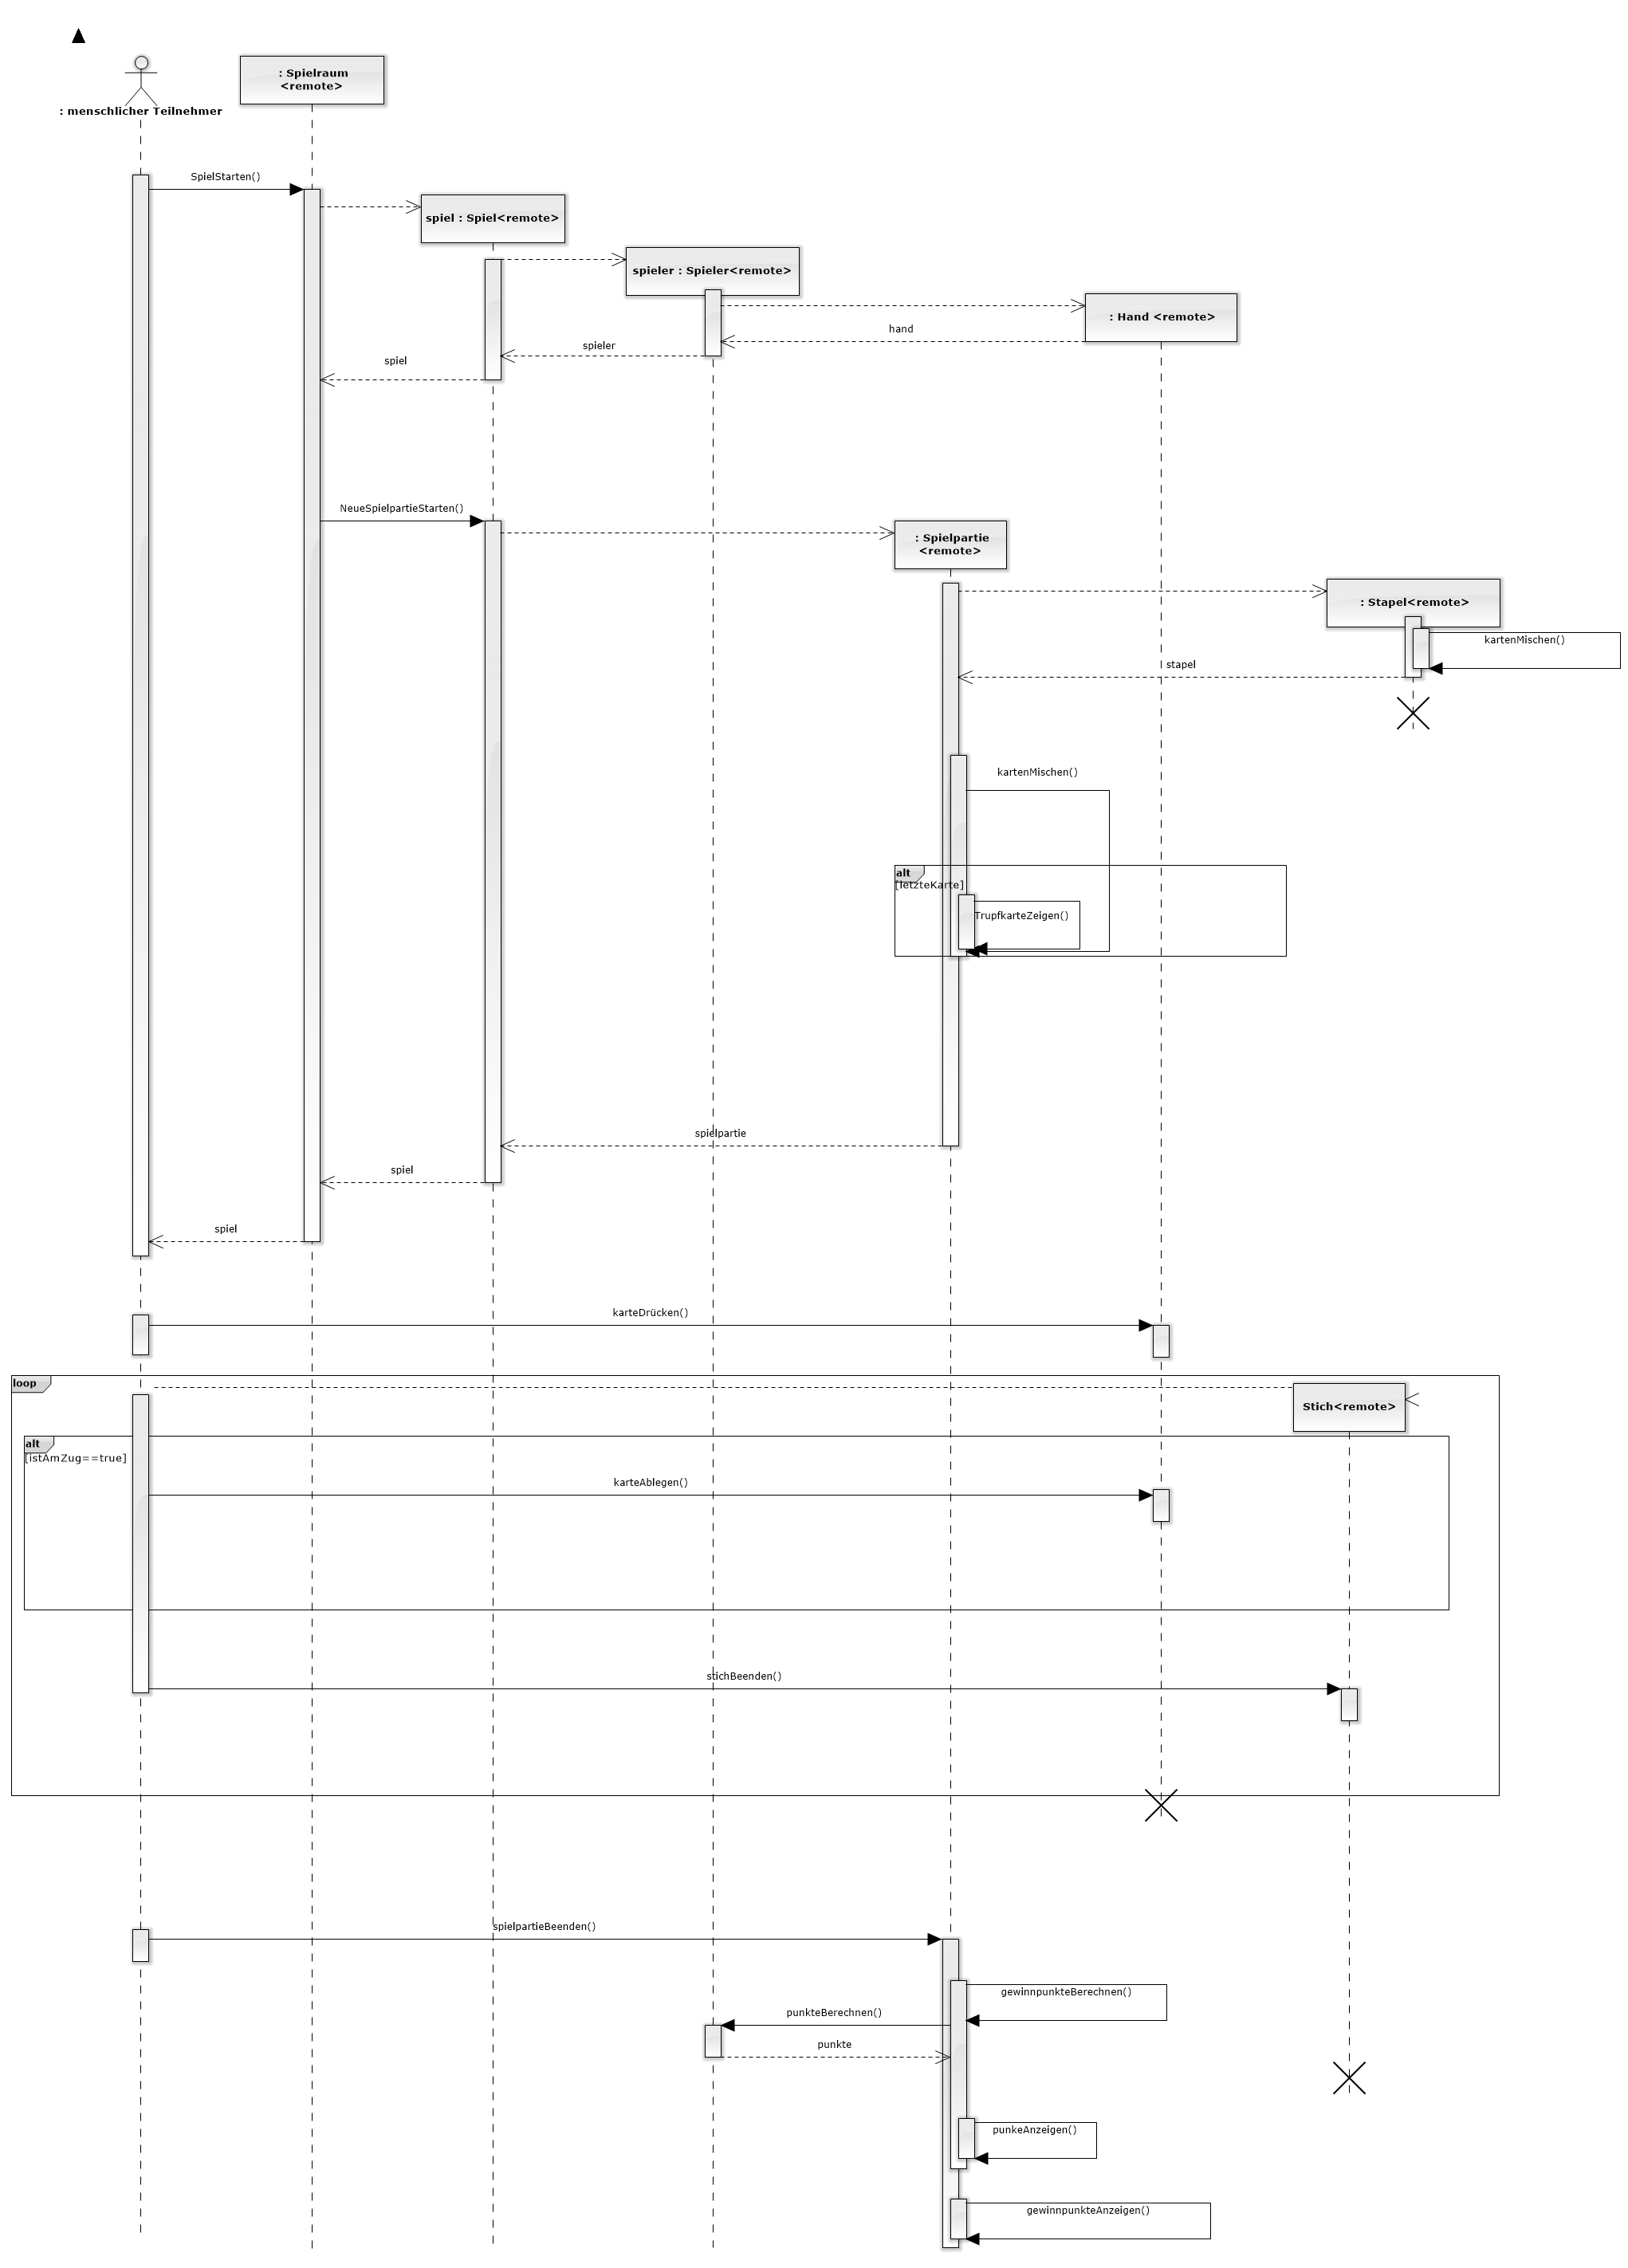 : menschlicher Teilnehmer
: Spielraum
<remote>
SpielStarten()
spiel : Spiel<remote>
spieler : Spieler<remote>
: Hand <remote>
hand
spieler
spiel
NeueSpielpartieStarten()
: Spielpartie
<remote>
: Stapel<remote>
kartenMischen()
stapel
kartenMischen()
alt
[letzteKarte]
TrupfkarteZeigen()
spielpartie
spiel
spiel
karteDrücken()
loop
Stich<remote>
alt
[istAmZug==true]
karteAblegen()
stichBeenden()
spielpartieBeenden()
gewinnpunkteBerechnen()
punkteBerechnen()
punkte
punkeAnzeigen()
gewinnpunkteAnzeigen()